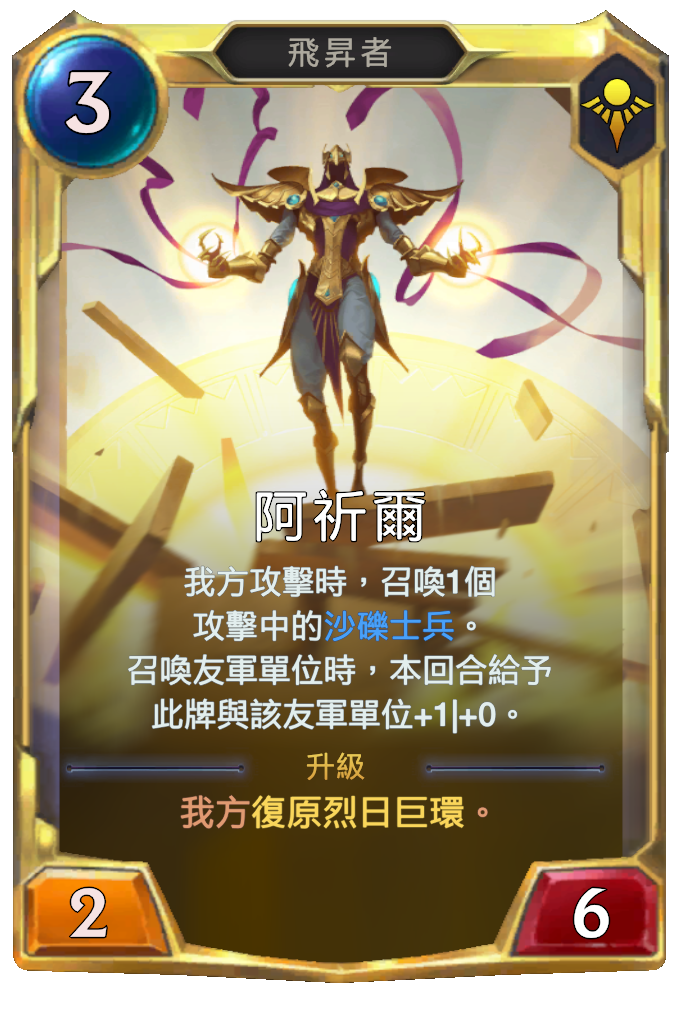 飛昇者
3
阿祈爾
我方攻擊時，召喚1個
攻擊中的沙礫士兵。
召喚友軍單位時，本回合給予
此牌與該友軍單位+1|+0。
升級
我方復原烈日巨環。
2
6